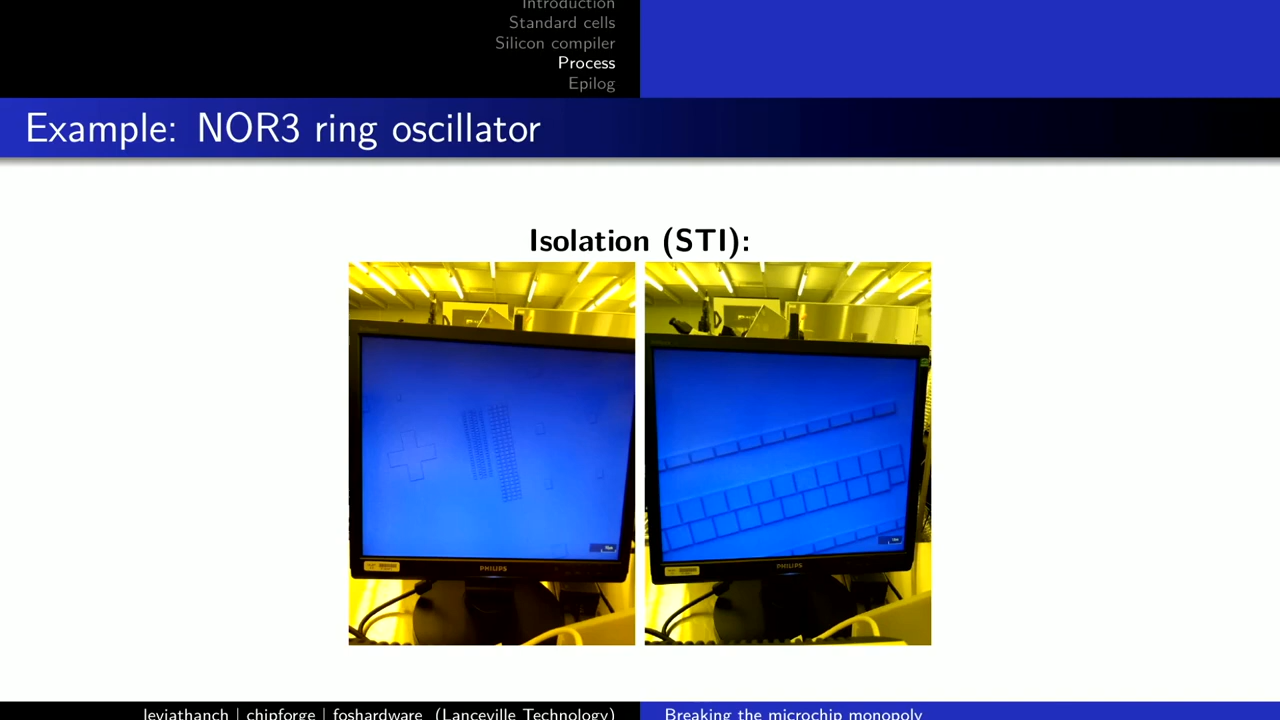 Introduction
Standard cells
Silicon compiler
Process
Epilog
Example: NOR3 ring oscillator
Isolation (STI):
PHILIPS
PHILIPS
leviathanch | chipforge | foshardware (Lanceville Technology)
Breaking the microchip monopoly